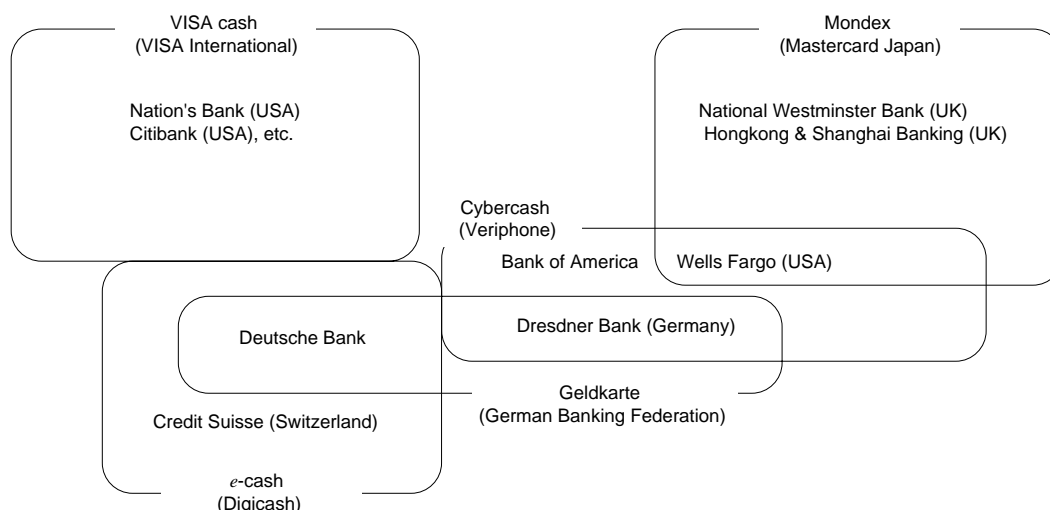 VISA cash
(VISA International)
Nation's Bank (USA)
Citibank (USA), etc.
Mondex
(Mastercard Japan)
National Westminster Bank (UK)
Hongkong & Shanghai Banking (UK)
Cybercash
(Veriphone)
Bank of America
Wells Fargo (USA)
Deutsche Bank
Dresdner Bank (Germany)
Geldkarte
(German Banking Federation)
Credit Suisse (Switzerland)
e-cash
(Digicash)